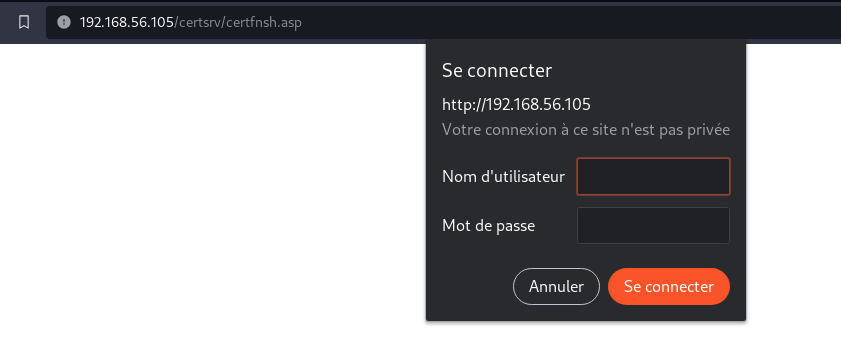 192.168.56.105/certsrv/certfnsh.asp
Se connecter
http://192.168.56.105
Votre connexion à ce site n'est pas privée
Nom d'utilisateur
Mot de passe
Annuler Se connecter